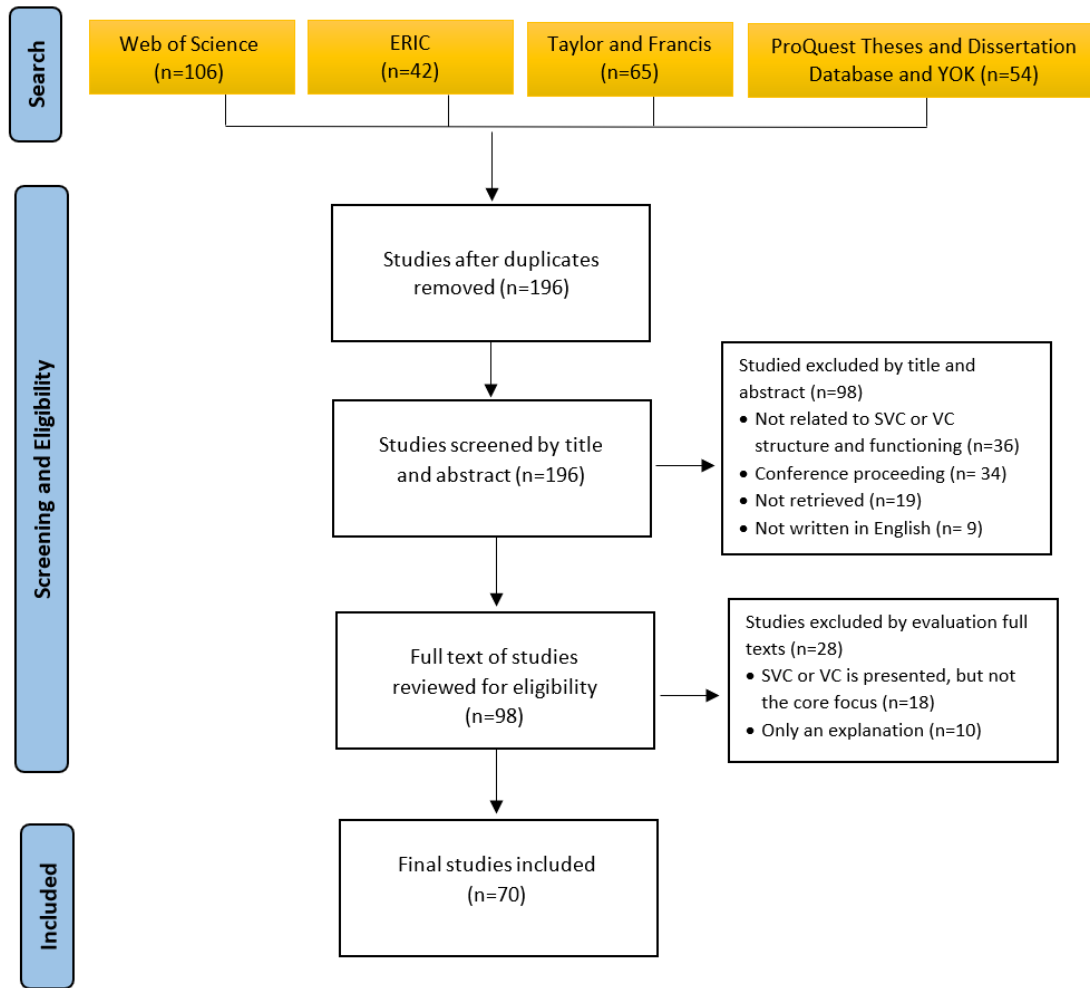 Search
Web of Science
(n=106)
ERIC
(n=42)
Taylor and Francis
(n=65)
ProQuest Theses and Dissertation
Database and YOK (n=54)
Screening and Eligibility
Studies after duplicates
removed (n=196)
Studies screened by title
and abstract (n=196)
Studied excluded by title and
abstract (n=98)
• Not related to SVC or VC
structure and functioning (n=36)
• Conference proceeding (n= 34)
• Not retrieved (n=19)
• Not written in English (n= 9)
Full text of studies
reviewed for eligibility
(n=98)
Studies excluded by evaluation full
texts (n=28)
• SVC or VC is presented, but not
the core focus (n=18)
• Only an explanation (n=10)
Included
Final studies included
(n=70)